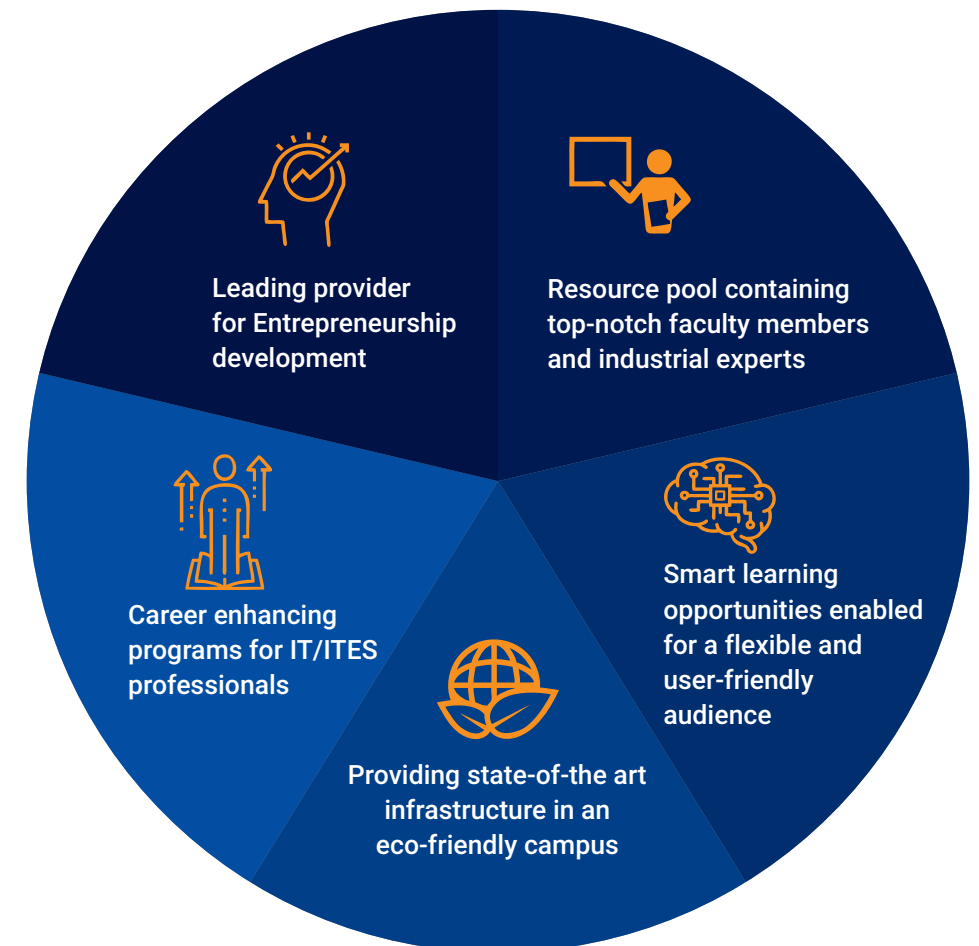 Leading provider
for Entrepreneurship
development
Resource pool containing
top-notch faculty members
and industrial experts
Career enhancing
programs for IT/ITES
professionals
Smart learning
opportunities enabled
for a flexible and
user-friendly
audience
Providing state-of-the art
infrastructure in an
eco-friendly campus